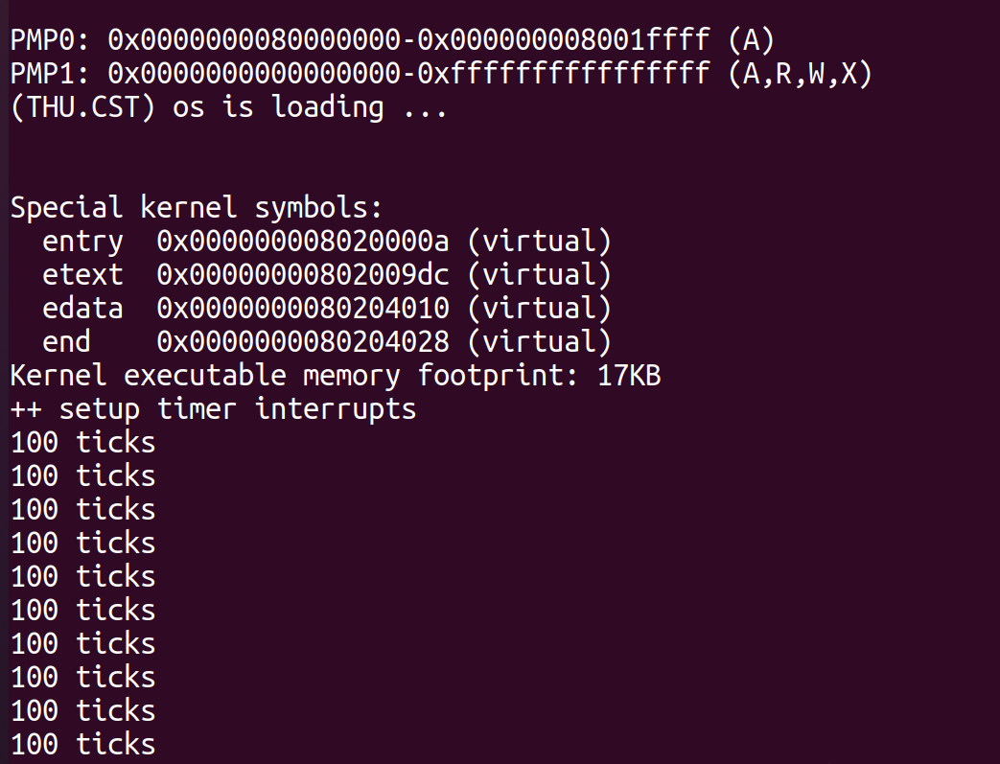 PMP0: 0x0000000080000000-0x000000008001ffff (A)
PMP1: 0x0000000000000000-0xffffffffffffffff (A,R,W,X)
(THU.CST) os is loading ...
Special kernel symbols:
  entry  0x000000008020000a (virtual)
  etext  0x00000000802009dc (virtual)
  edata  0x0000000080204010 (virtual)
  end    0x0000000080204028 (virtual)
Kernel executable memory footprint: 17KB
++ setup timer interrupts
100 ticks
100 ticks
100 ticks
100 ticks
100 ticks
100 ticks
100 ticks
100 ticks
100 ticks
100 ticks